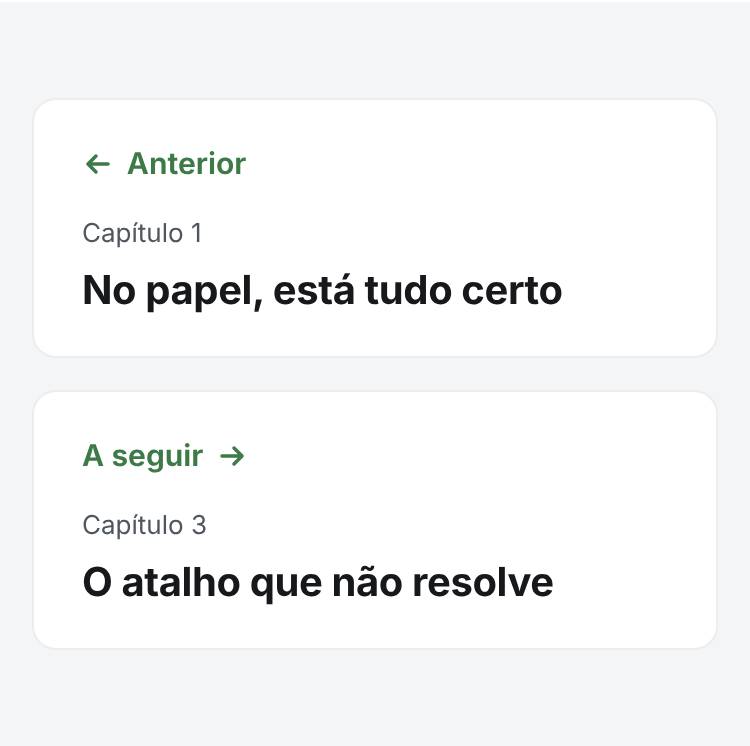 ← Anterior
Capítulo 1
No papel, está tudo certo
A seguir →
Capítulo 3
O atalho que não resolve